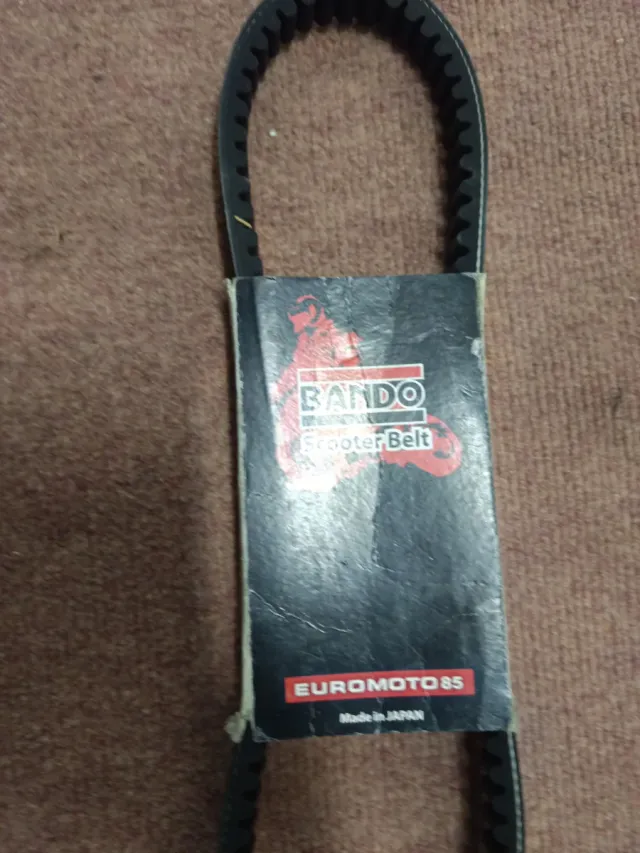 BANDO
Scooter Belt
EUROMOTO85
Made in JAPAN